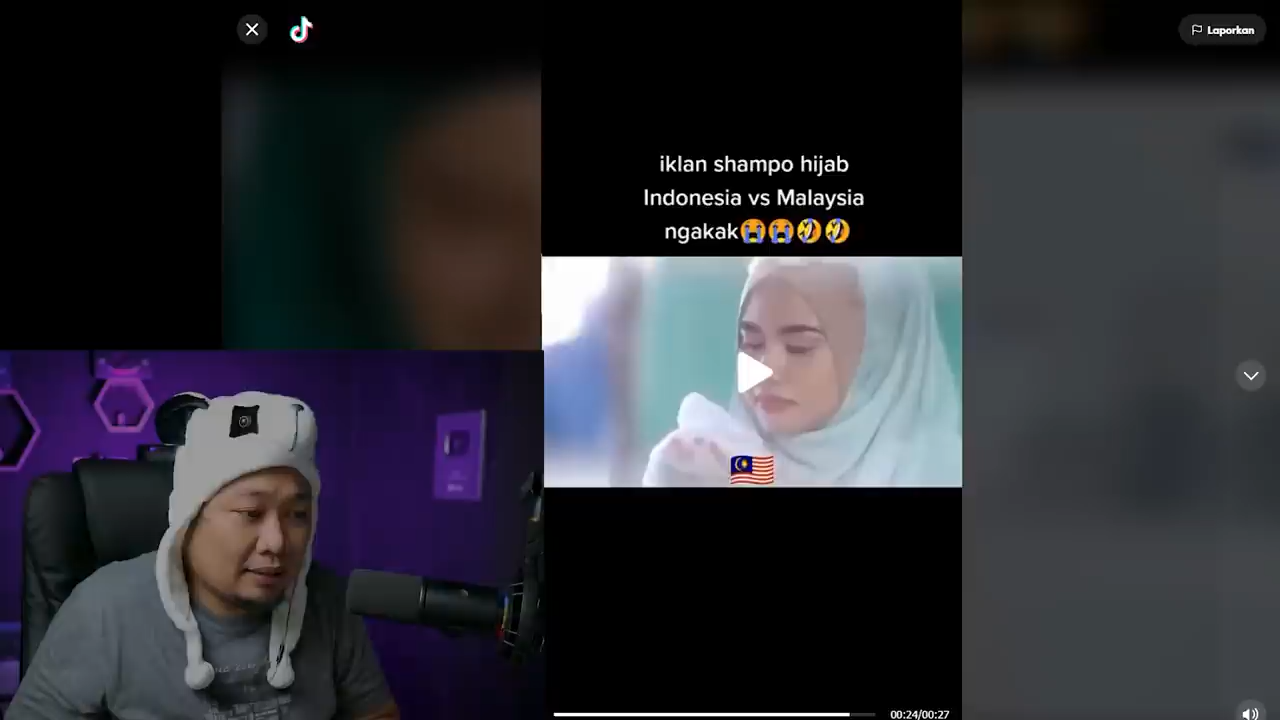 Laporkan
iklan shampo hijab
Indonesia vs Malaysia
ngakak😭😭🤣🤣
00:24/00:27